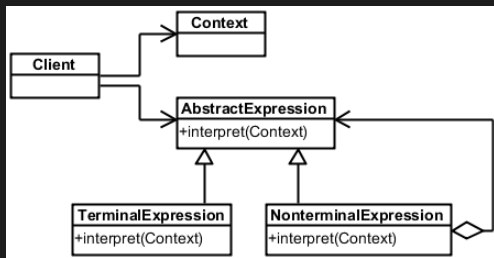 Context
Client
AbstractExpression
+interpret(Context)
TerminalExpression
+interpret(Context)
NonterminalExpression
+interpret(Context)